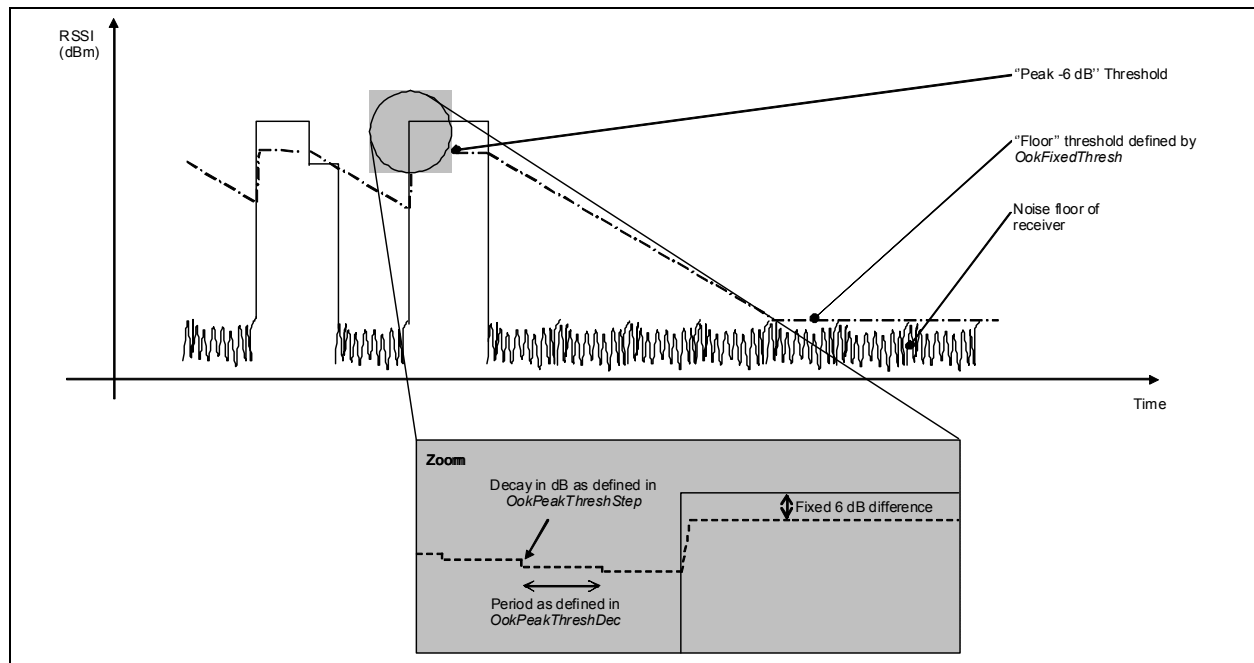 RSSI
(dBm)
‘'Peak -6 dB'’ Threshold
‘'Floor'’ threshold defined by
OokFixedThresh
Noise floor of
receiver
Time
Zoom
Decay in dB as defined in
OokPeakThreshStep
Fixed 6 dB difference
Period as defined in
OokPeakThreshDec